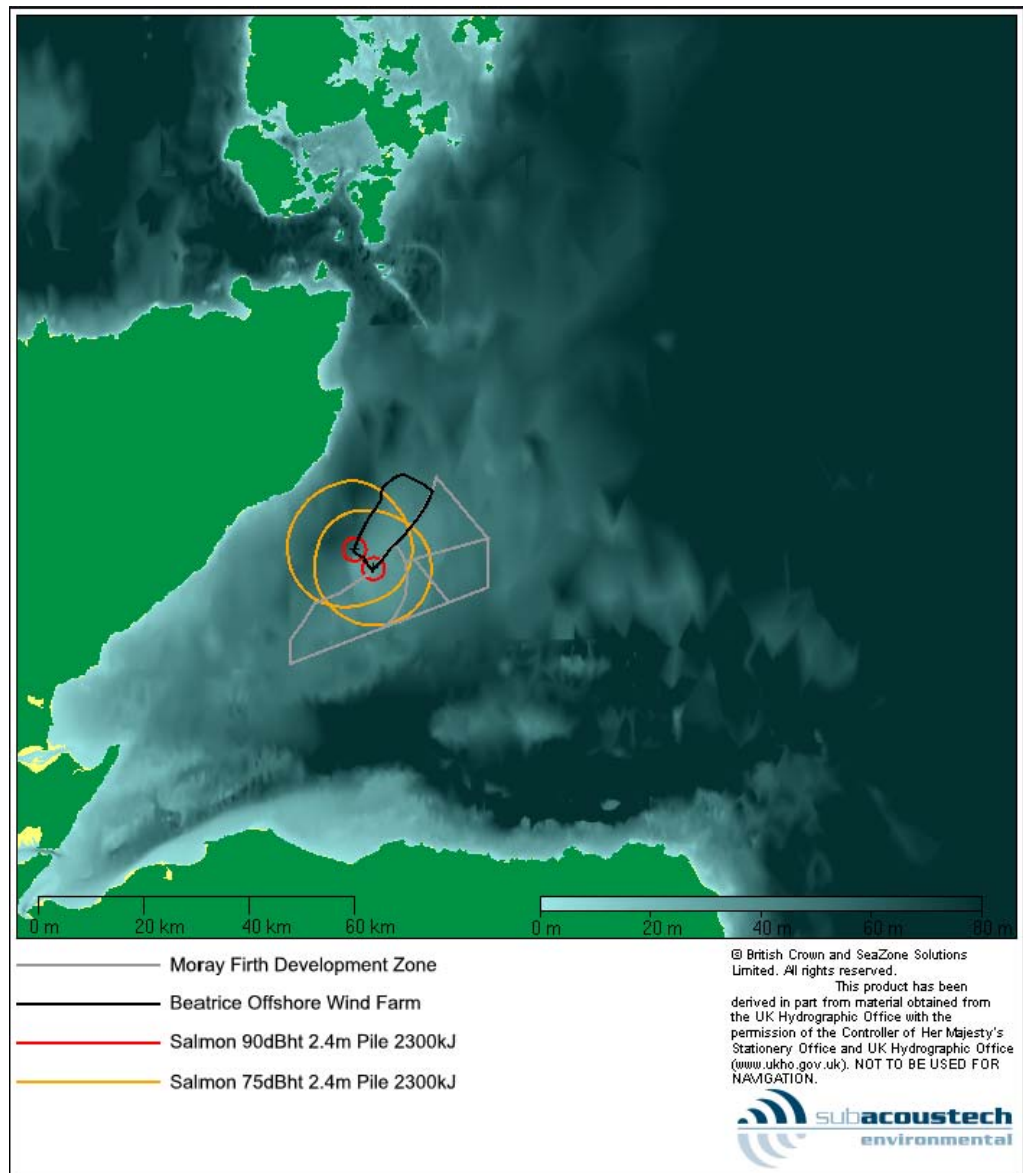 0 m 20 km 40 km 60 km 0 m 20 m 40 m 60 m 80 m
Moray Firth Development Zone
Beatrice Offshore Wind Farm
Salmon 90dBht 2.4m Pile 2300kJ
Salmon 75dBht 2.4m Pile 2300kJ
© British Crown and SeaZone Solutions
Limited. All rights reserved.
This product has been
derived in part from material obtained from
the UK Hydrographic Office with the
permission of the Controller of Her Majesty's
Stationery Office and UK Hydrographic Office
(www.ukho.gov.uk). NOT TO BE USED FOR
NAVIGATION.
subacoustech
environmental